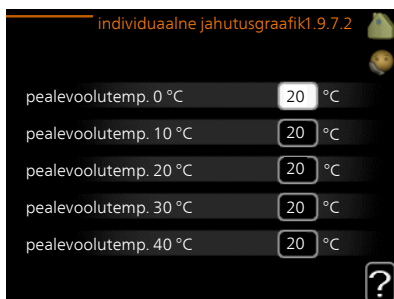 individuaalne jahutusgraafik1.9.7.2
pealevoolutemp. 0 °C 20 °C
pealevoolutemp. 10 °C 20 °C
pealevoolutemp. 20 °C 20 °C
pealevoolutemp. 30 °C 20 °C
pealevoolutemp. 40 °C 20 °C
?